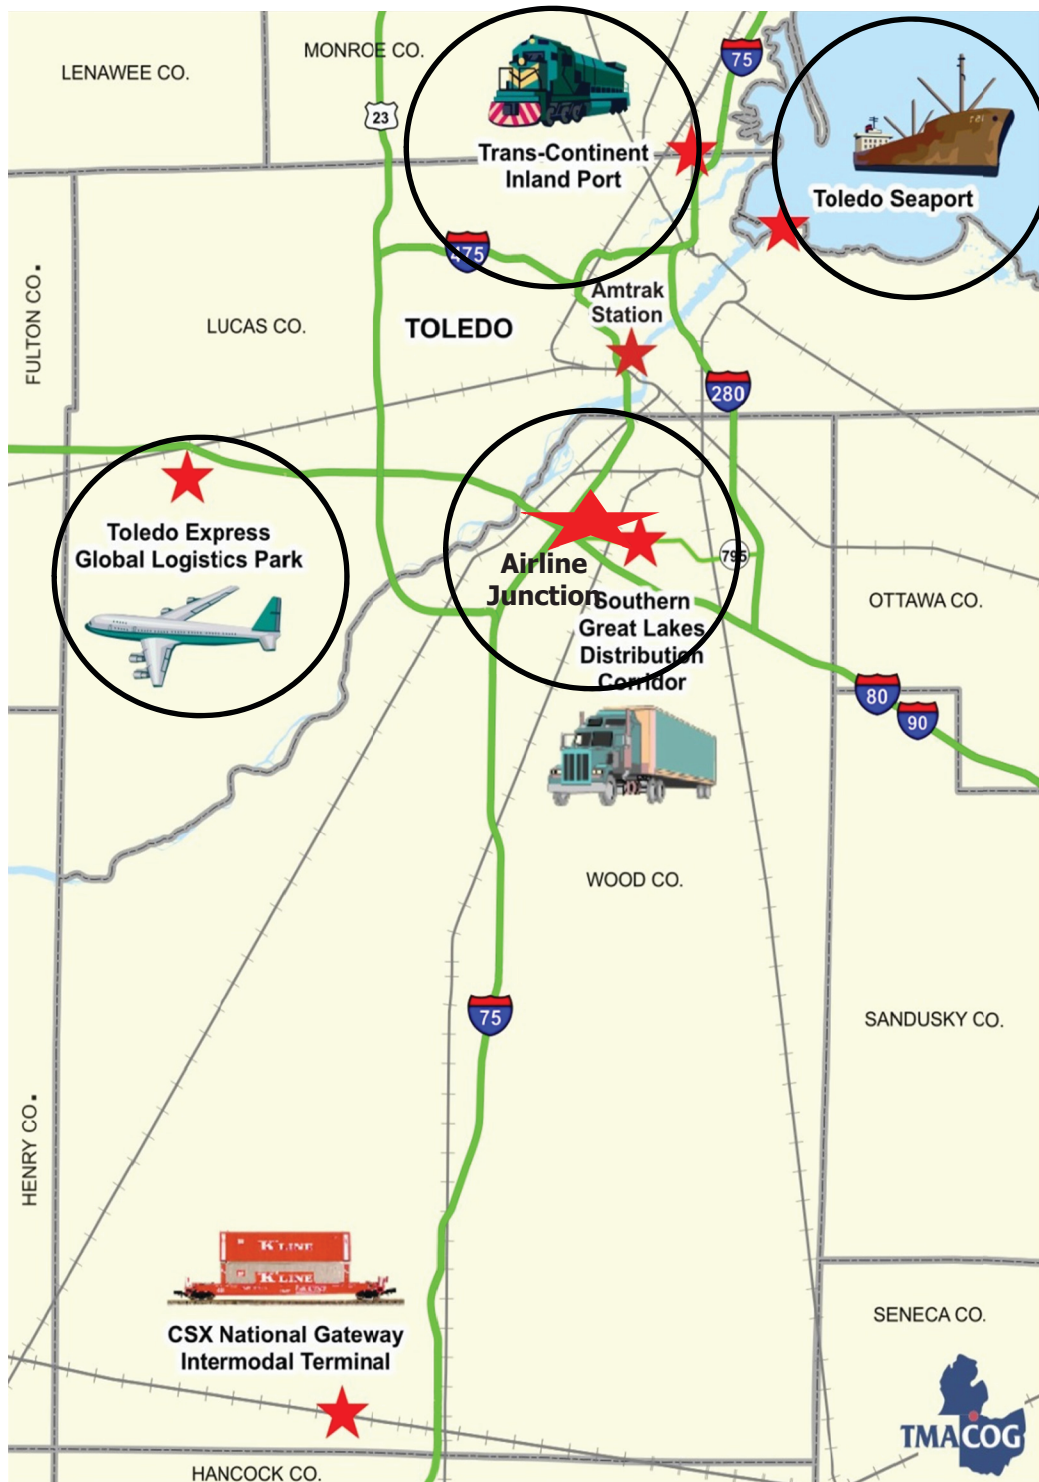 MONROE CO.
LENAWEE CO.
75
23
Trans-Continent
Inland Port
Toledo Seaport
475
Amtrak
Station
FULTON CO.
LUCAS CO.
TOLEDO
280
Toledo Express
Global Logistics Park
Airline
Junction
795
Southern
Great Lakes
Distribution
Corridor
OTTAWA CO.
80
90
WOOD CO.
75
SANDUSKY CO.
HENRY CO.
K LINE
K LINE
CSX National Gateway
Intermodal Terminal
SENECA CO.
TMACOG
HANCOCK CO.